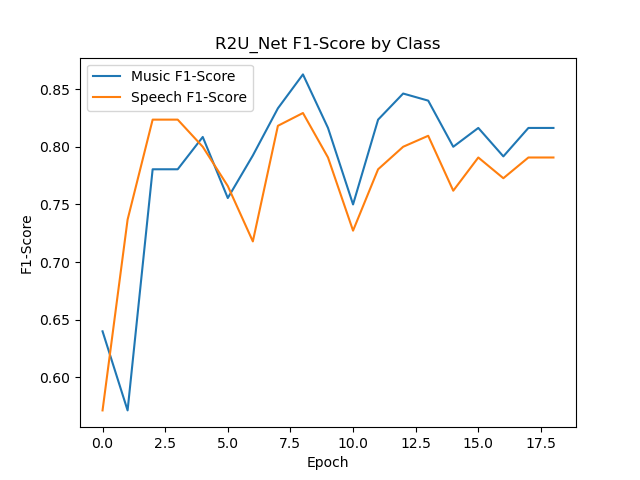 R2U_Net F1-Score by Class
Music F1-Score
Speech F1-Score
F1-Score
0.85
0.80
0.75
0.70
0.65
0.60
0.0 2.5 5.0 7.5 10.0 12.5 15.0 17.5
Epoch